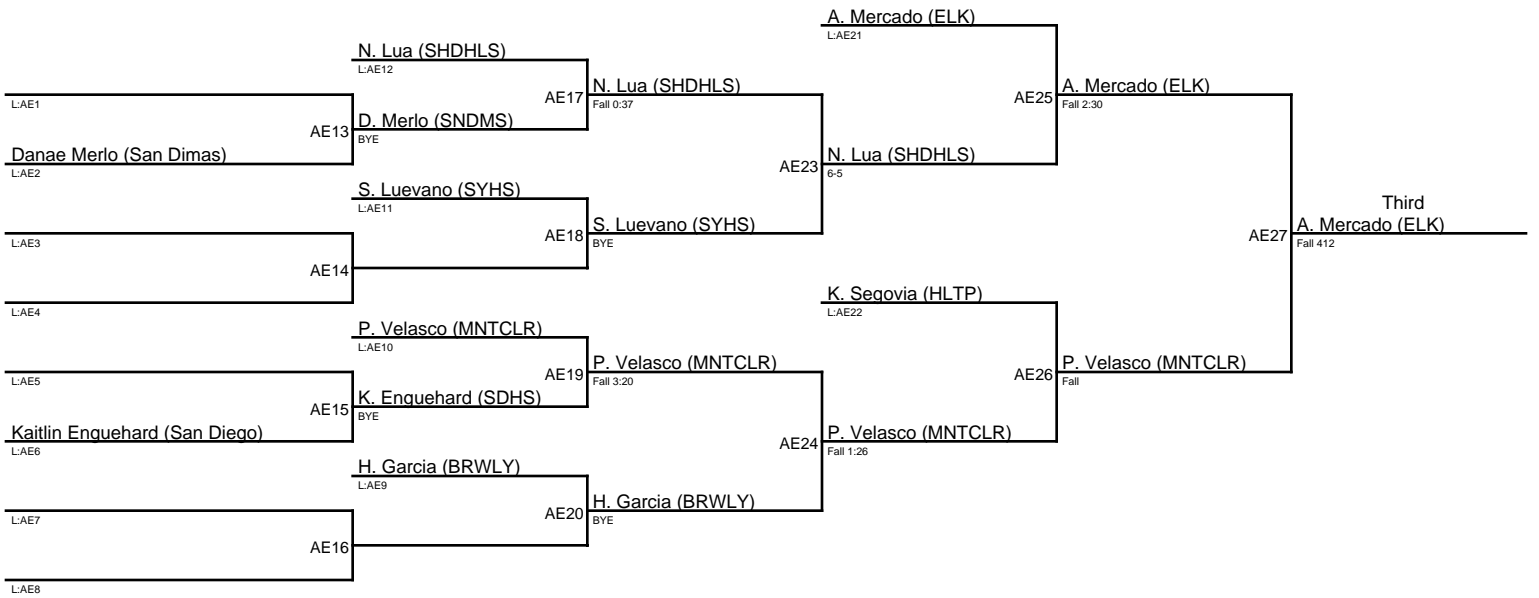 A. Mercado (ELK)
L:AE21
N. Lua (SHDHLS)
L:AE12
AE17
N. Lua (SHDHLS)
Fall 0:37
AE25
A. Mercado (ELK)
Fall 2:30
L:AE1
AE13
D. Merlo (SNDMS)
BYE
Danae Merlo (San Dimas)
L:AE2
AE23
N. Lua (SHDHLS)
6-5
S. Luevano (SYHS)
L:AE11
AE18
S. Luevano (SYHS)
BYE
Third
AE27
A. Mercado (ELK)
Fall 412
L:AE3
AE14
L:AE4
K. Segovia (HLTP)
L:AE22
P. Velasco (MNTCLR)
L:AE10
AE19
P. Velasco (MNTCLR)
Fall 3:20
AE26
P. Velasco (MNTCLR)
Fall
L:AE5
AE15
K. Enguehard (SDHS)
BYE
Kaitlin Enguehard (San Diego)
L:AE6
AE24
P. Velasco (MNTCLR)
Fall 1:26
H. Garcia (BRWLY)
L:AE9
AE20
H. Garcia (BRWLY)
BYE
L:AE7
AE16
L:AE8